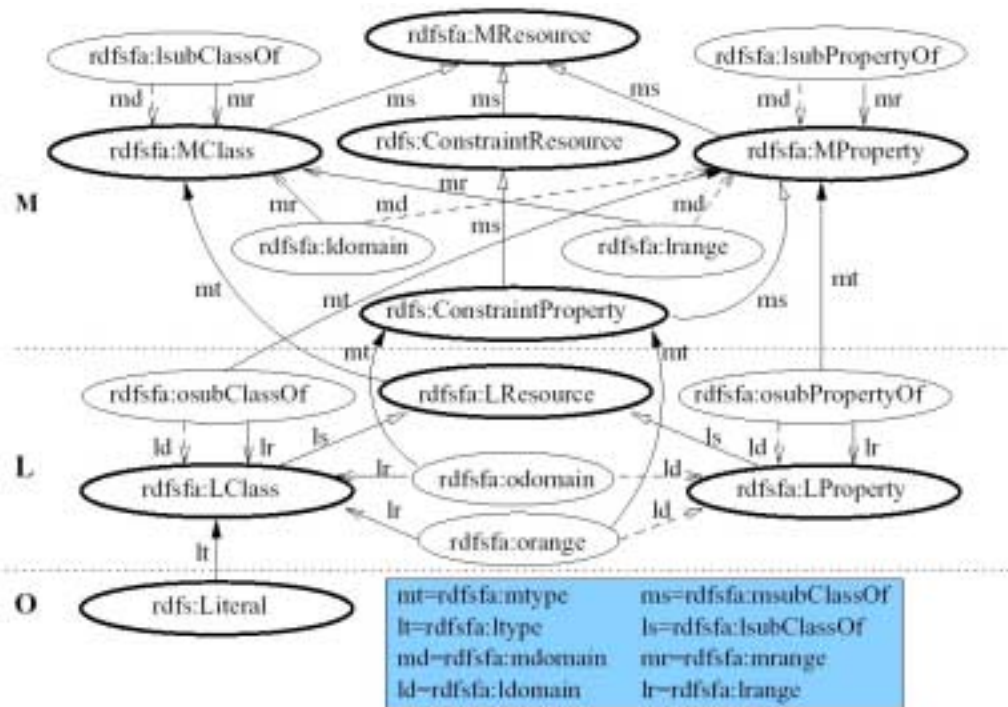 rdfsfa:MResource
rdfsfa:lsubClassOf
rdfsfa:lsubPropertyOf
md
mr
ms
ms
ms
md
mr
rdfsfa:MClass
rdfs:ConstraintResource
rdfsfa:MProperty
M
mr
md
mr
ms
md
rdfsfa:ldomain
rdfsfa:lrange
mt
mt
mt
rdfs:ConstraintProperty
ms
mt
mt
rdfsfa:osubClassOf
rdfsfa:LResource
rdfsfa:osubPropertyOf
ld
lr
ls
ls
ld
lr
L
rdfsfa:LClass
lr
rdfsfa:odomain
ld
rdfsfa:LProperty
lr
rdfsfa:orange
ld
lt
O
rdfs:Literal
mt=rdfsfa:mtype ms=rdfsfa:msubClassOf
lt=rdfsfa:ltype ls=rdfsfa:lsubClassOf
md=rdfsfa:mdomain mr=rdfsfa:mrange
ld=rdfsfa:ldomain lr=rdfsfa:lrange